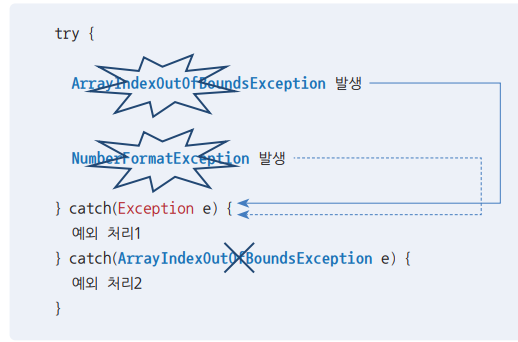 try {
ArrayIndexOutOfBoundsException 발생
NumberFormatException 발생
} catch(Exception e) {
예외 처리1
} catch(ArrayIndexOutOfBoundsException e) {
예외 처리2
}